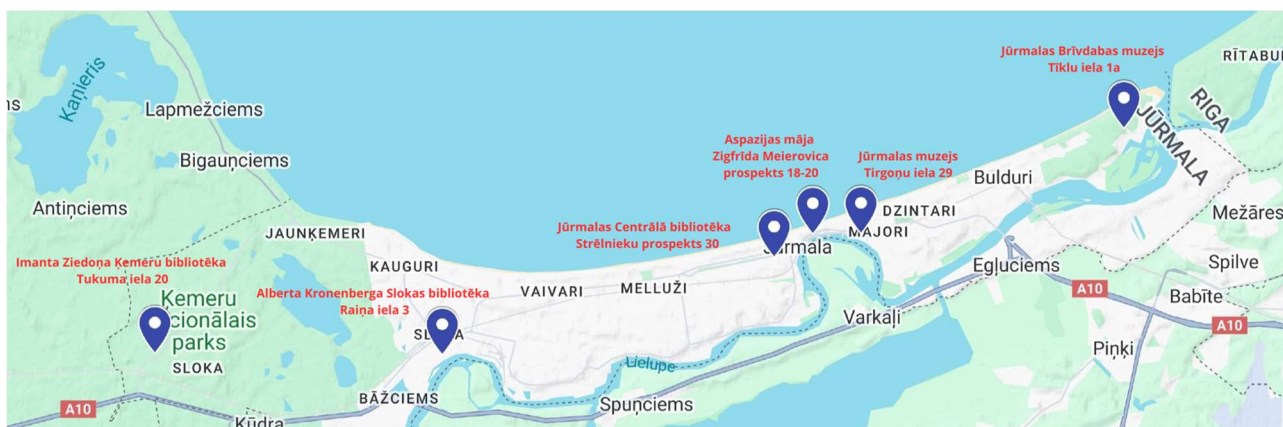 Jūrmalas Brīvdabas muzejs
Tīklu iela 1a
RĪTABU
Kaņieris
Lapmežciems
RIGA
JŪRMALA
Bigauņciems
Aspazijas māja
Zigfrīda Meierovica
prospekts 18-20
Jūrmalas muzejs
Tirgoņu iela 29
Bulduri
Antiņciems
DZINTARI
Mežāres
JAUNĶEMERI
Jūrmalas Centrālā bibliotēka
Strēlnieku prospekts 30
MAJORI
Jūrmala
Imanta Ziedoņa Ķemeru bibliotēka
Tukuma iela 20
KAUGURI
Egļuciems
Spilve
Alberta Kronenberga Slokas bibliotēka
Raiņa iela 3
VAIVARI
MELLUŽI
A10
Babīte
Ķemeru
cionālais
parks
Varkaļi
A10
SLOKA
SLOKA
Piņķi
Lielupe
BĀŽCIEMS
Spuņciems
A10
Kūdra